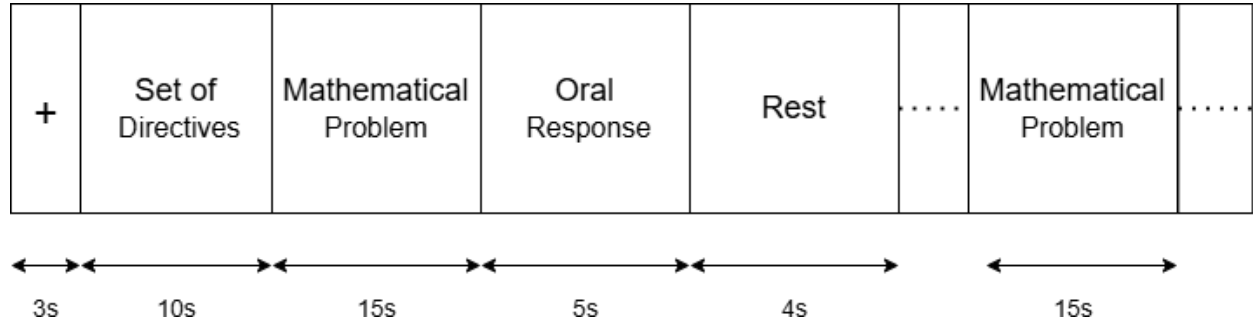 +
Set of
Directives
Mathematical
Problem
Oral
Response
Rest
......
Mathematical
Problem
......
3s
10s
15s
5s
4s
15s